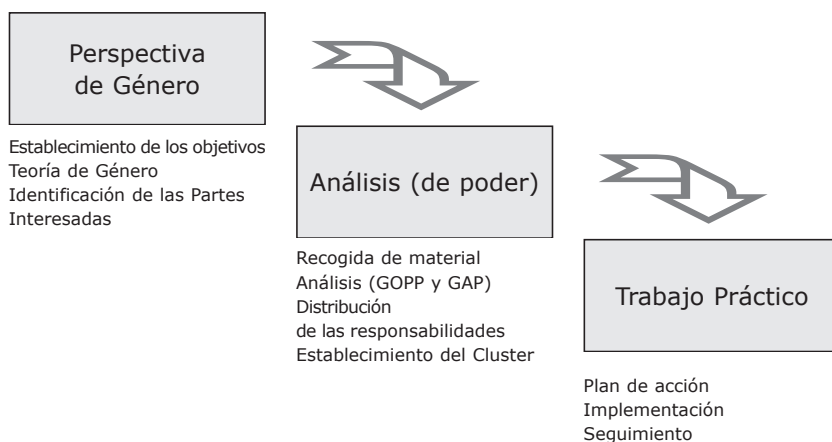 Perspectiva
de Género
Establecimiento de los objetivos
Teoría de Género
Identificación de las Partes
Interesadas
Análisis (de poder)
Recogida de material
Análisis (GOPP y GAP)
Distribución
de las responsabilidades
Establecimiento del Cluster
Trabajo Práctico
Plan de acción
Implementación
Seguimiento